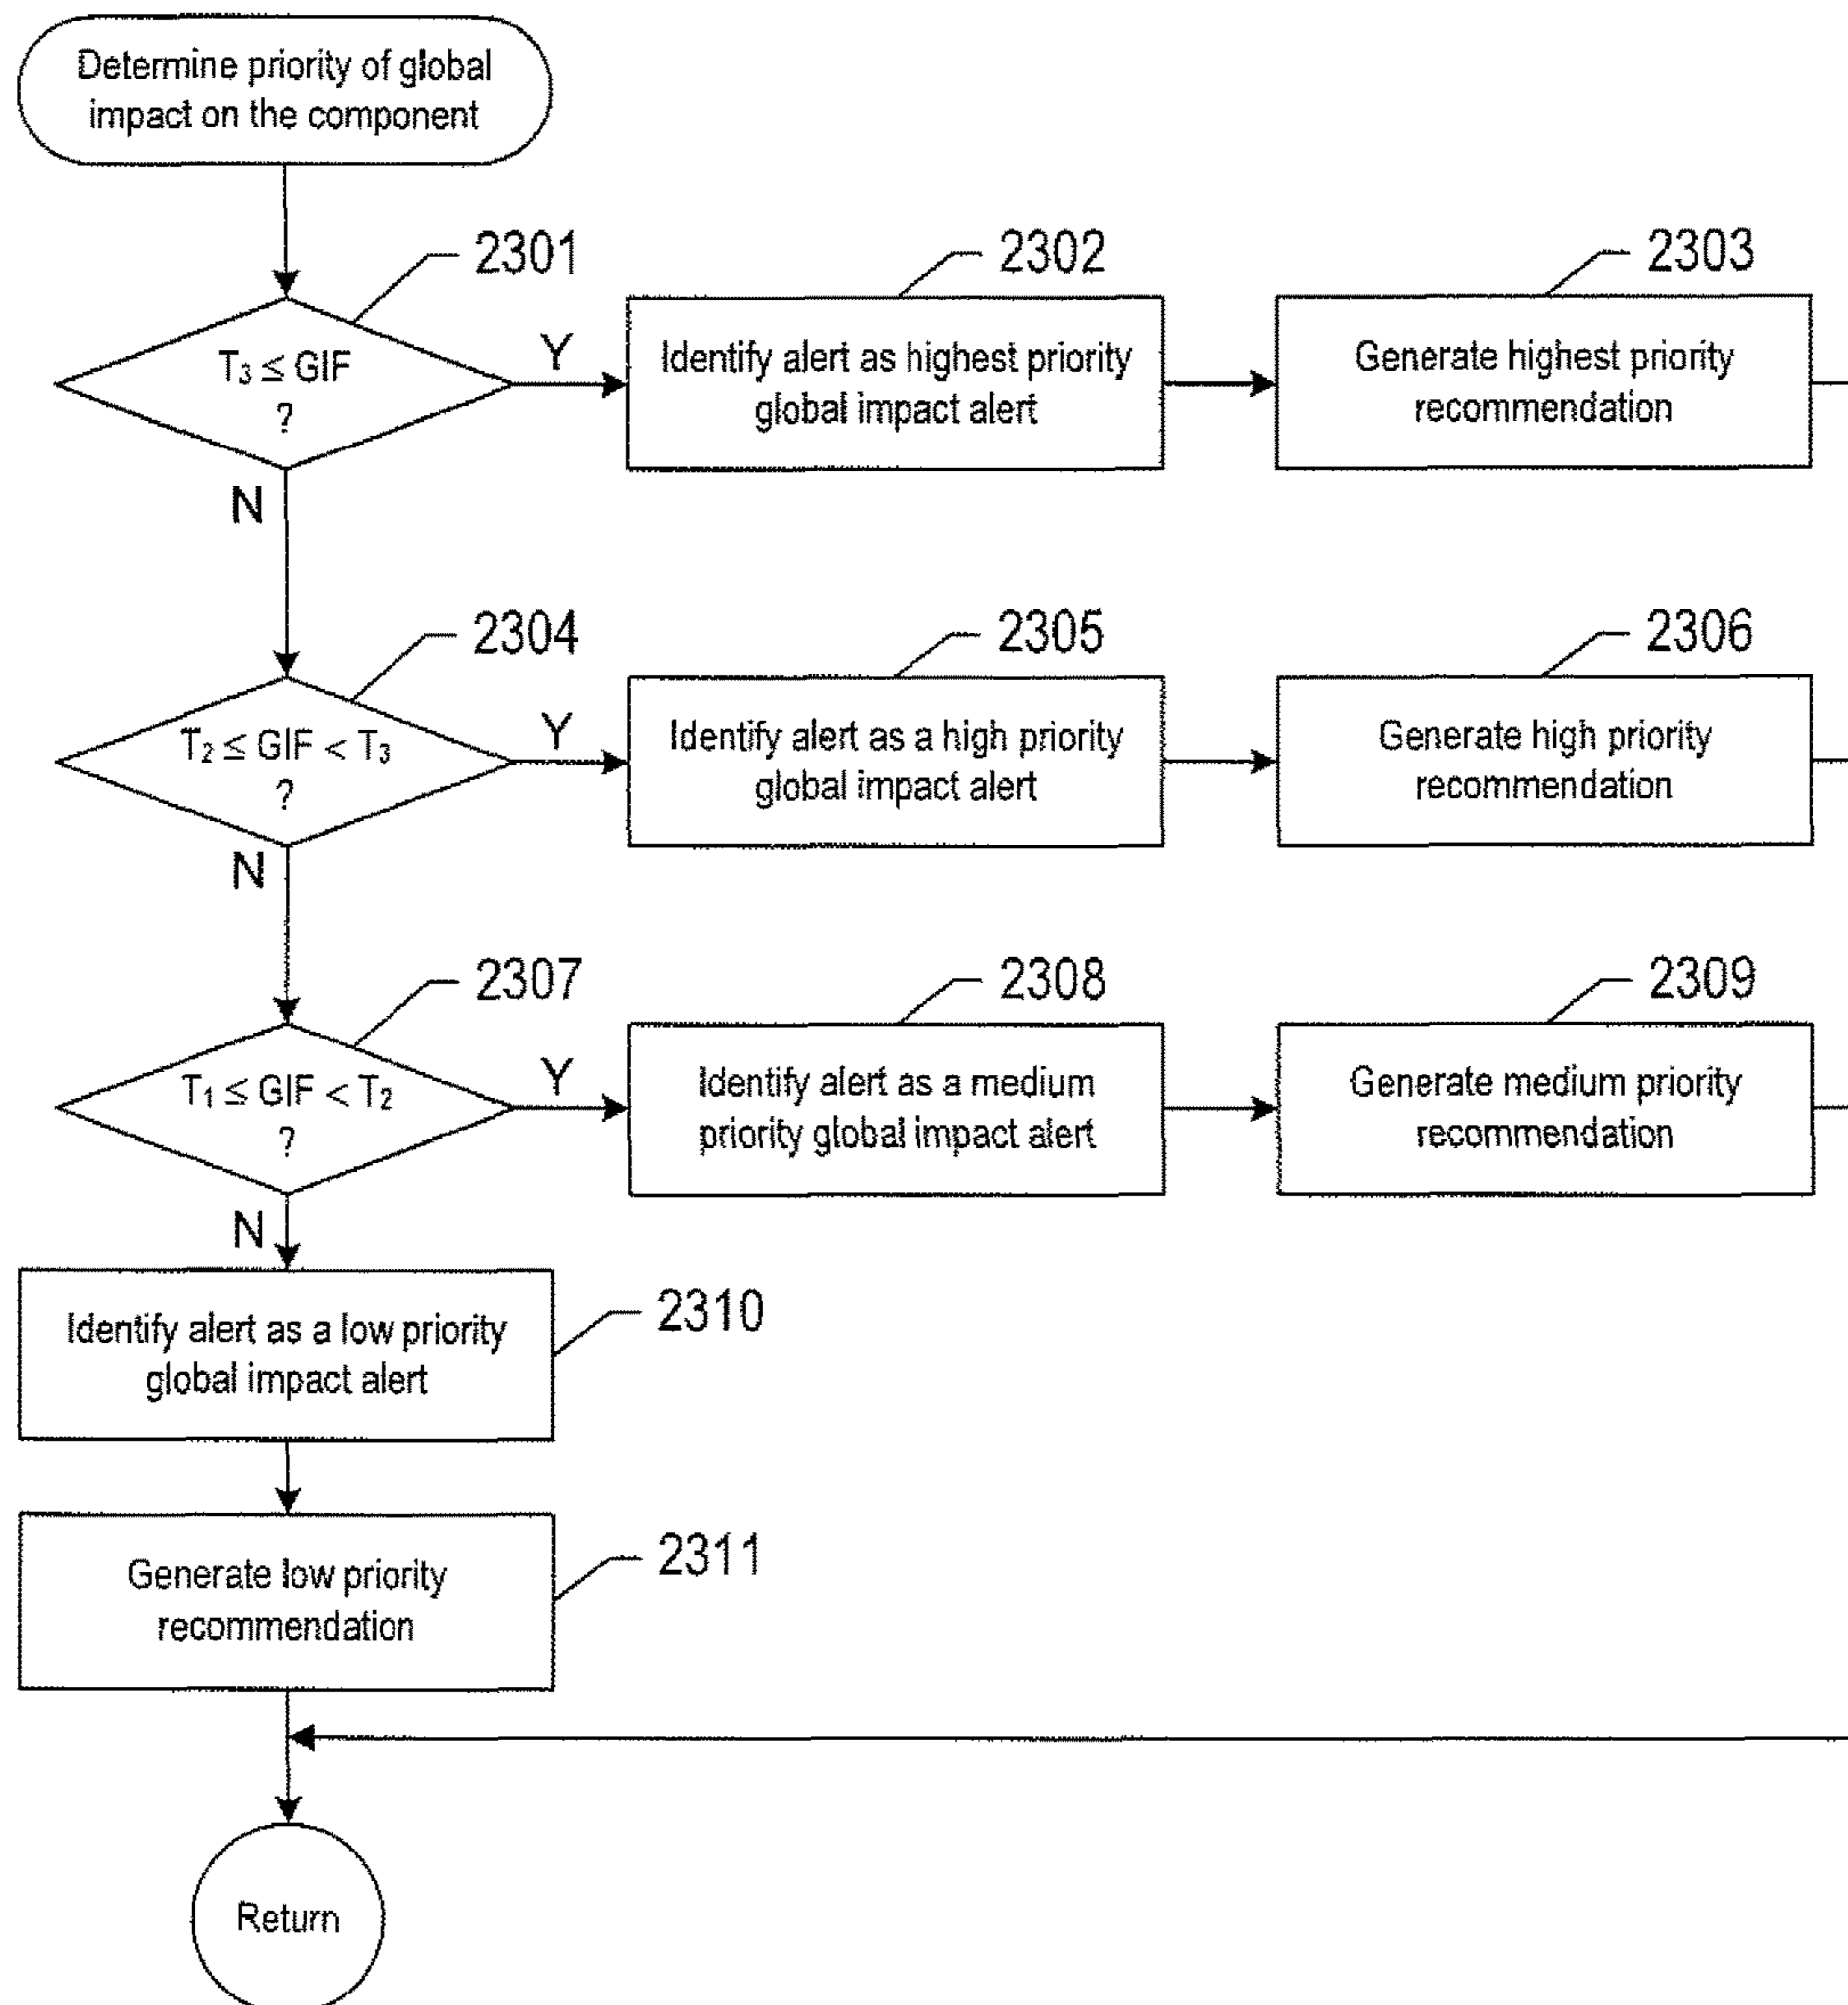 Determine priority of global
impact on the component
2301
T₃ ≤ GIF
?
Y
N
2302
Identify alert as highest priority
global impact alert
2303
Generate highest priority
recommendation
2304
T₂ ≤ GIF < T₃
?
Y
N
2305
Identify alert as a high priority
global impact alert
2306
Generate high priority
recommendation
2307
T₁ ≤ GIF < T₂
?
Y
N
2308
Identify alert as a medium
priority global impact alert
2309
Generate medium priority
recommendation
2310
Identify alert as a low priority
global impact alert
2311
Generate low priority
recommendation
Return